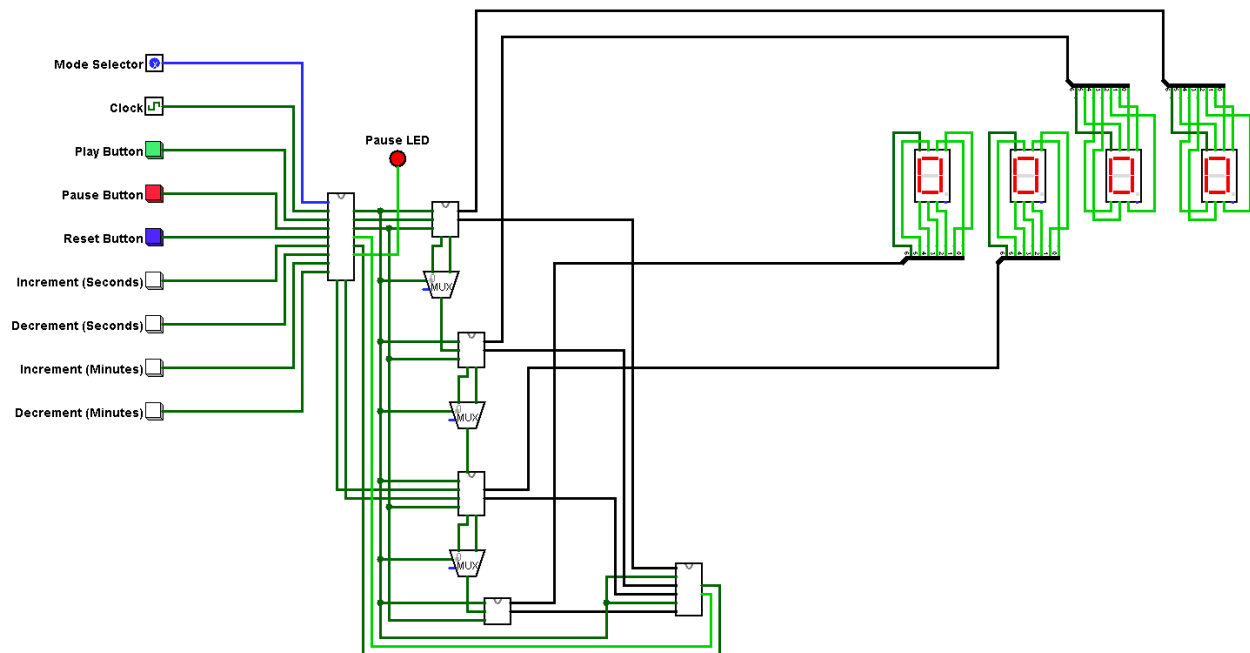 Mode Selector
Clock
Play Button
Pause LED
Pause Button
Reset Button
Increment (Seconds)
Decrement (Seconds)
Increment (Minutes)
Decrement (Minutes)
MUX
MUX
MUX